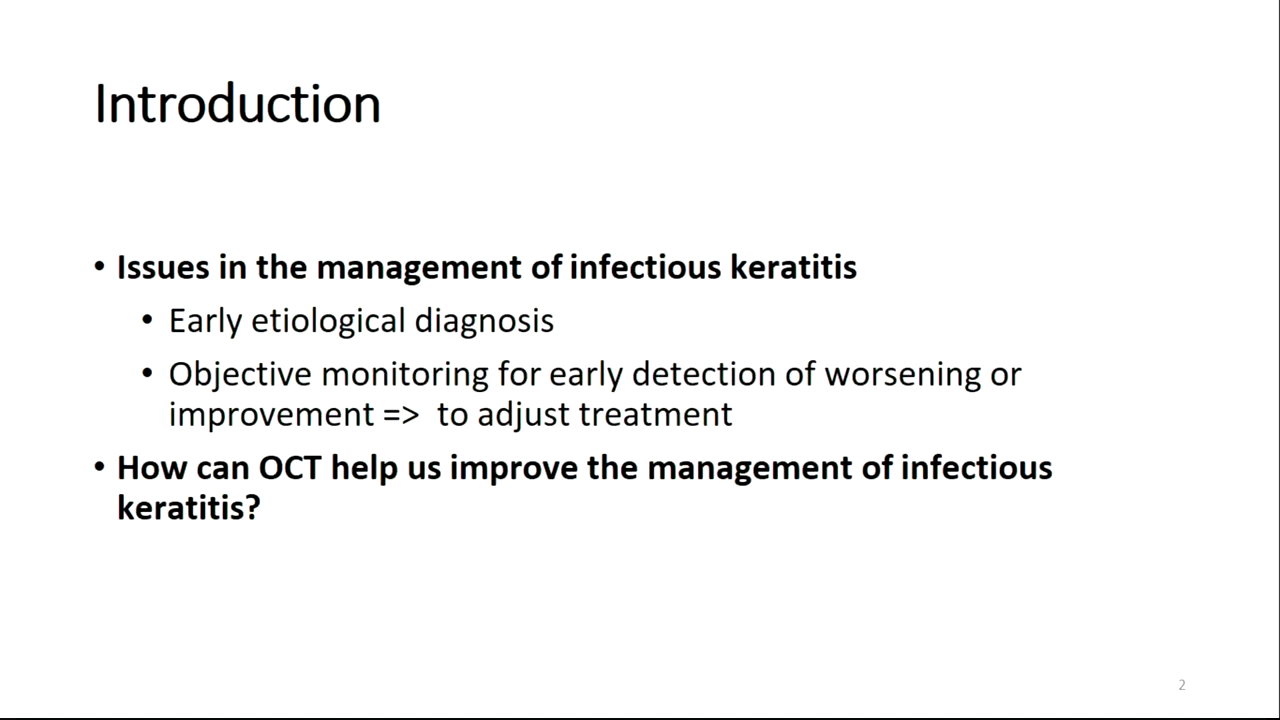 Introduction
• Issues in the management of infectious keratitis
• Early etiological diagnosis
• Objective monitoring for early detection of worsening or
improvement => to adjust treatment
• How can OCT help us improve the management of infectious
keratitis?
2